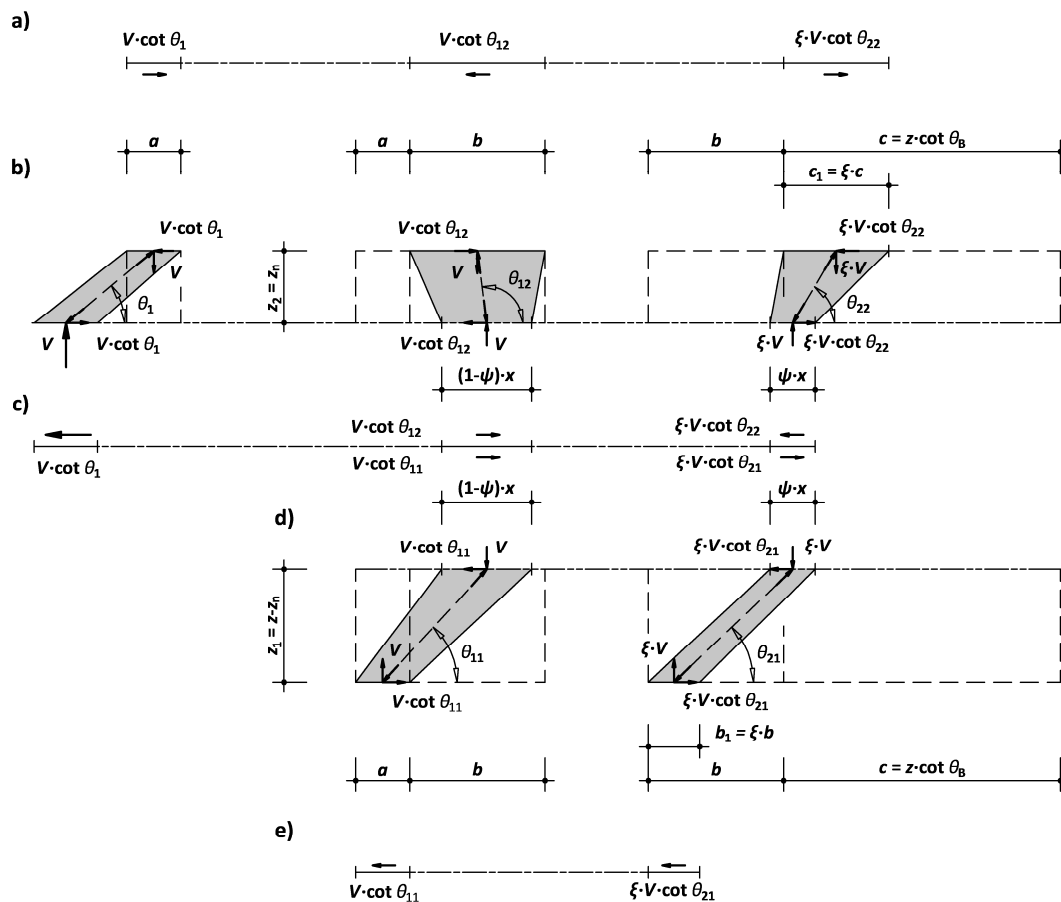 a)
V·cot θ1 V·cot θ12 ξ·V·cot θ22
a a b b c = z·cot θB
b)
c1 = ξ·c
V·cot θ1 V·cot θ12 ξ·V·cot θ22
V z2 = zn V θ12 ξ·V
θ1 θ22
V V·cot θ1 V·cot θ12 V ξ·V ξ·V·cot θ22
(1-ψ)·x ψ·x
c)
V·cot θ12 ξ·V·cot θ22
V·cot θ1 V·cot θ11 ξ·V·cot θ21
(1-ψ)·x ψ·x
d)
V·cot θ11 V ξ·V·cot θ21 ξ·V
z1 = z-zn
V θ11 ξ·V θ21
V·cot θ11 ξ·V·cot θ21
b1 = ξ·b
a b b c = z·cot θB
e)
V·cot θ11 ξ·V·cot θ21